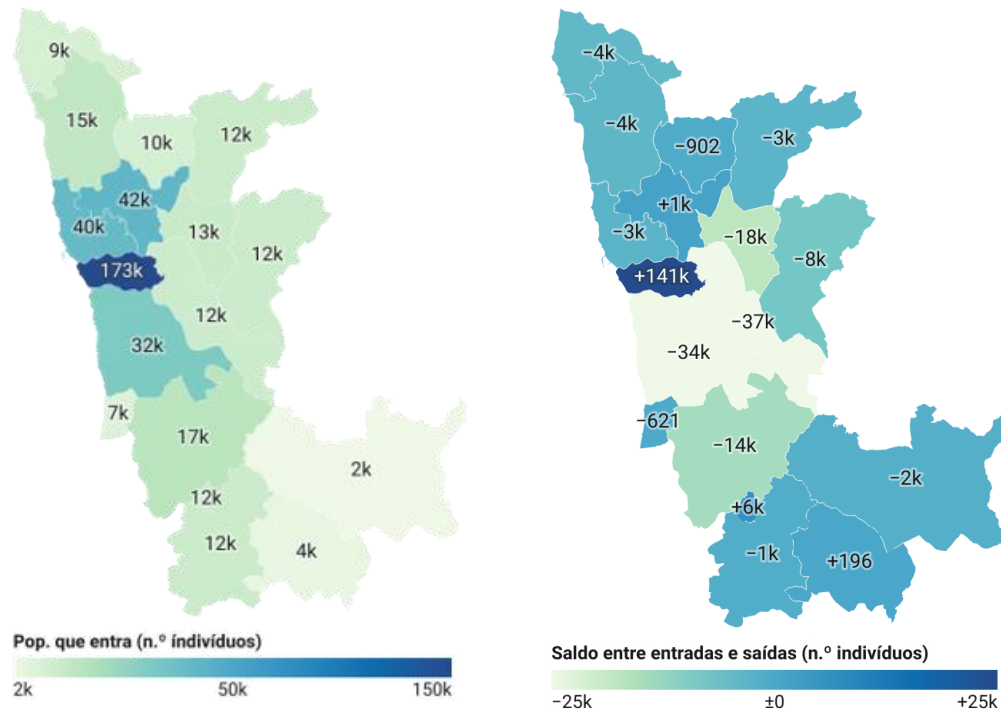 9k
15k
10k
12k
42k
40k
13k
12k
173k
12k
32k
7k
17k
2k
12k
12k
4k
Pop. que entra (n.º índivíduos)
2k 50k 150k
−4k
−4k
−902
−3k
+1k
−3k
−18k
−8k
+141k
−37k
−34k
−621
−14k
−2k
+6k
−1k
+196
Saldo entre entradas e saídas (n.º indivíduos)
−25k ±0 +25k